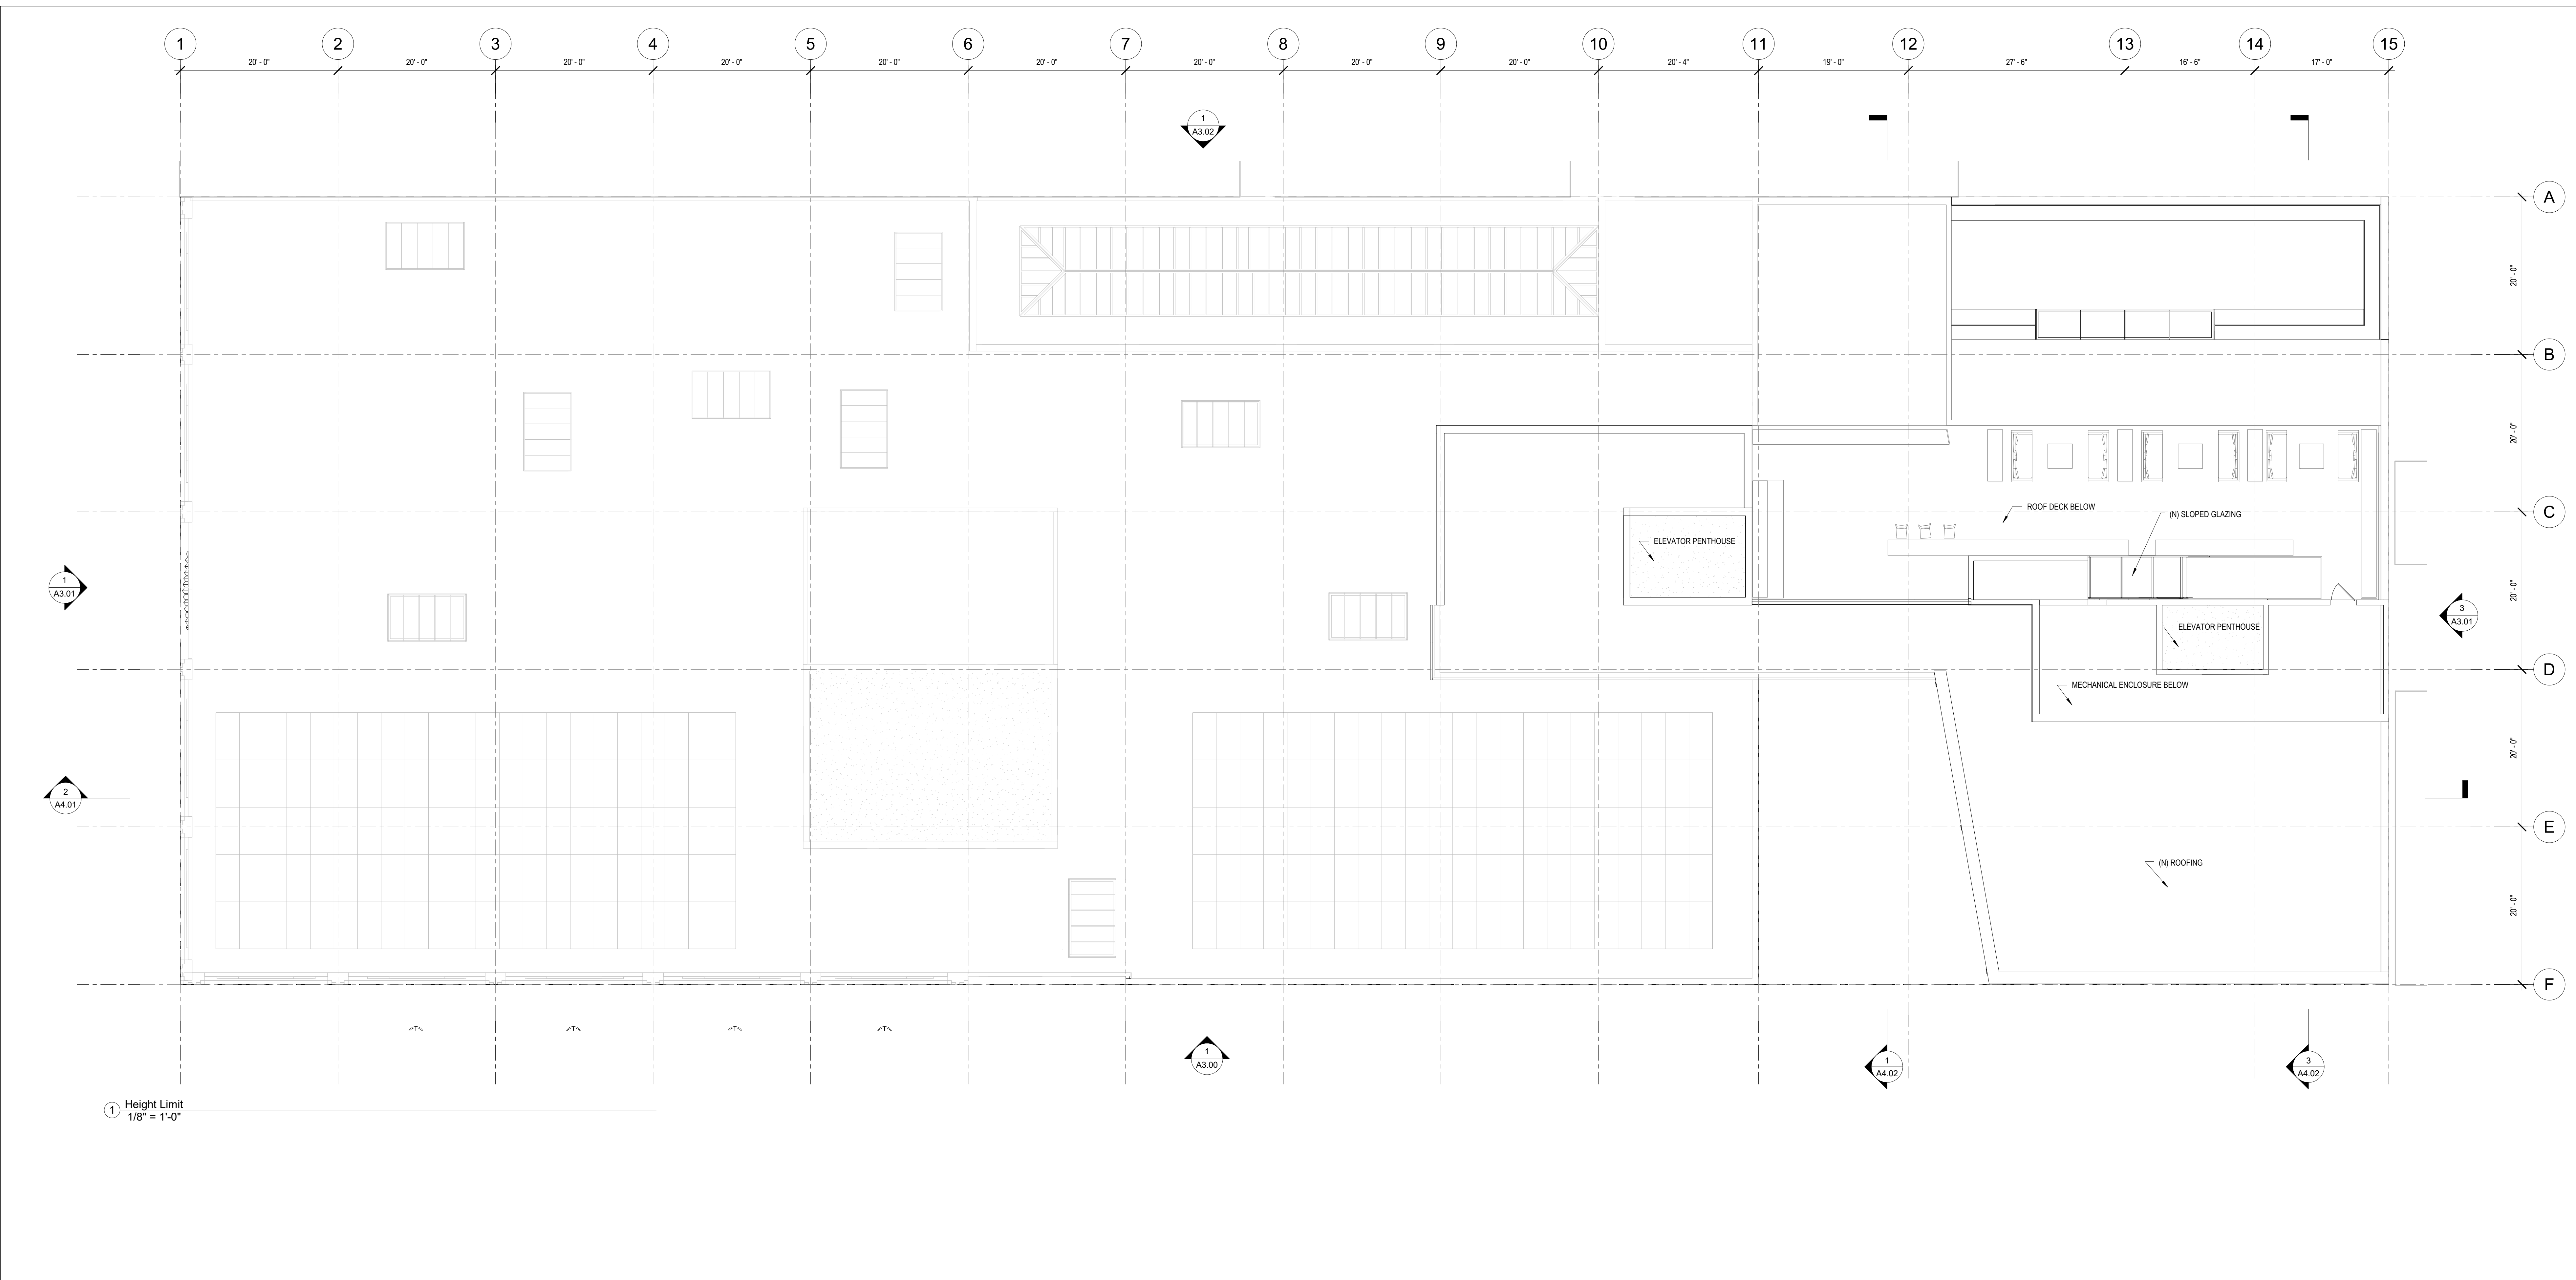 1 2 3 4 5 6 7 8 9 10 11 12 13 14 15
20' - 0" 20' - 0" 20' - 0" 20' - 0" 20' - 0" 20' - 0" 20' - 0" 20' - 0" 20' - 0" 20' - 4" 19' - 0" 27' - 6" 16' - 6" 17' - 0"
1
A3.02
A
20' - 0"
B
20' - 0"
C
ROOF DECK BELOW
(N) SLOPED GLAZING
ELEVATOR PENTHOUSE
1
A3.01
20' - 0"
3
A3.01
ELEVATOR PENTHOUSE
D
MECHANICAL ENCLOSURE BELOW
20' - 0"
2
A4.01
E
(N) ROOFING
20' - 0"
F
1
A3.00
1
A4.02
3
A4.02
1 Height Limit
1/8" = 1'-0"